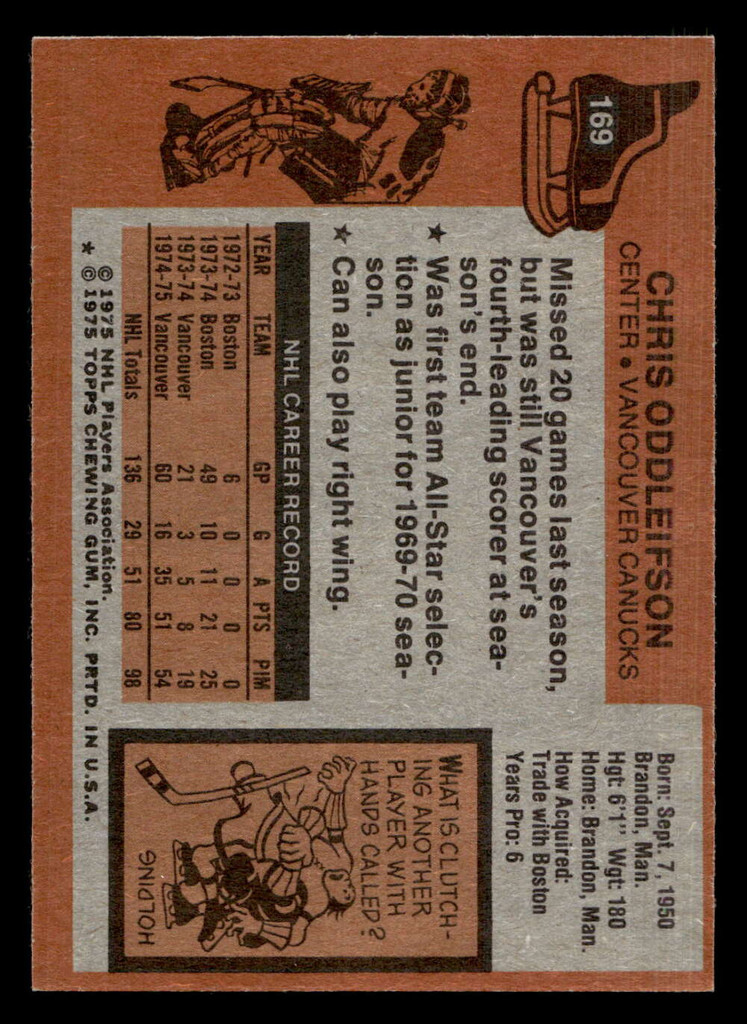 169
CHRIS ODDLEIFSON
CENTER • VANCOUVER CANUCKS
Missed 20 games last season,
but was still Vancouver's
fourth-leading scorer at sea-
son's end.
★ Was first team All-Star selec-
tion as junior for 1969-70 sea-
son.
★ Can also play right wing.
Born: Sept. 7, 1950
Brandon, Man.
Hgt: 6'1" Wgt: 180
Home: Brandon, Man.
How Acquired:
Trade with Boston
Years Pro: 6
NHL CAREER RECORD
YEAR TEAM GP G A PTS PIM
1972-73 Boston 6 0 0 0 0
1973-74 Boston 49 10 11 21 25
1973-74 Vancouver 21 3 5 8 19
1974-75 Vancouver 60 16 35 51 54
NHL Totals 136 29 51 80 98
WHAT IS CLUTCH-
ING ANOTHER
PLAYER WITH
HANDS CALLED?
HOLDING
© 1975 NHL Players Association.
* © 1975 TOPPS CHEWING GUM, INC. PRTD. IN U.S.A.